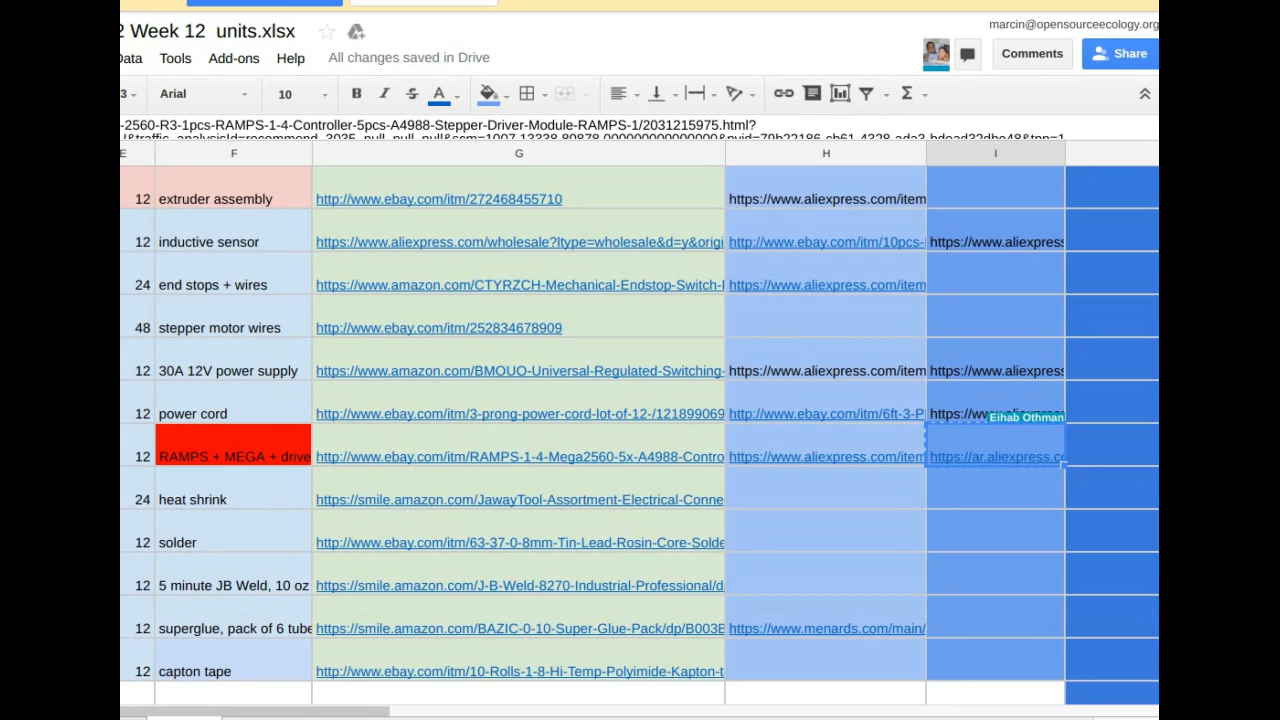 2 Week 12 units.xlsx
marcin@opensourceecology.org
Data Tools Add-ons Help All changes saved in Drive
Comments Share
3 Arial 10 B I S A Σ
-2560-R3-1pcs-RAMPS-1-4-Controller-5pcs-A4988-Stepper-Driver-Module-RAMPS-1/2031215975.html?
E F G H I
12 extruder assembly http://www.ebay.com/itm/272468455710 https://www.aliexpress.com/item
12 inductive sensor https://www.aliexpress.com/wholesale?ltype=wholesale&d=y&origi http://www.ebay.com/itm/10pcs- https://www.aliexpress
24 end stops + wires https://www.amazon.com/CTYRZCH-Mechanical-Endstop-Switch- https://www.aliexpress.com/item
48 stepper motor wires http://www.ebay.com/itm/252834678909
12 30A 12V power supply https://www.amazon.com/BMOUO-Universal-Regulated-Switching- https://www.aliexpress.com/item https://www.aliexpress
12 power cord http://www.ebay.com/itm/3-prong-power-cord-lot-of-12-/121899069 http://www.ebay.com/itm/6ft-3-P https://www.aliexpress
Eihab Othman
12 RAMPS + MEGA + drive http://www.ebay.com/itm/RAMPS-1-4-Mega2560-5x-A4988-Contro https://www.aliexpress.com/item https://ar.aliexpress.co
24 heat shrink https://smile.amazon.com/JawayTool-Assortment-Electrical-Conne
12 solder http://www.ebay.com/itm/63-37-0-8mm-Tin-Lead-Rosin-Core-Solde
12 5 minute JB Weld, 10 oz https://smile.amazon.com/J-B-Weld-8270-Industrial-Professional/d
12 superglue, pack of 6 tube https://smile.amazon.com/BAZIC-0-10-Super-Glue-Pack/dp/B003E https://www.menards.com/main/
12 capton tape http://www.ebay.com/itm/10-Rolls-1-8-Hi-Temp-Polyimide-Kapton-t